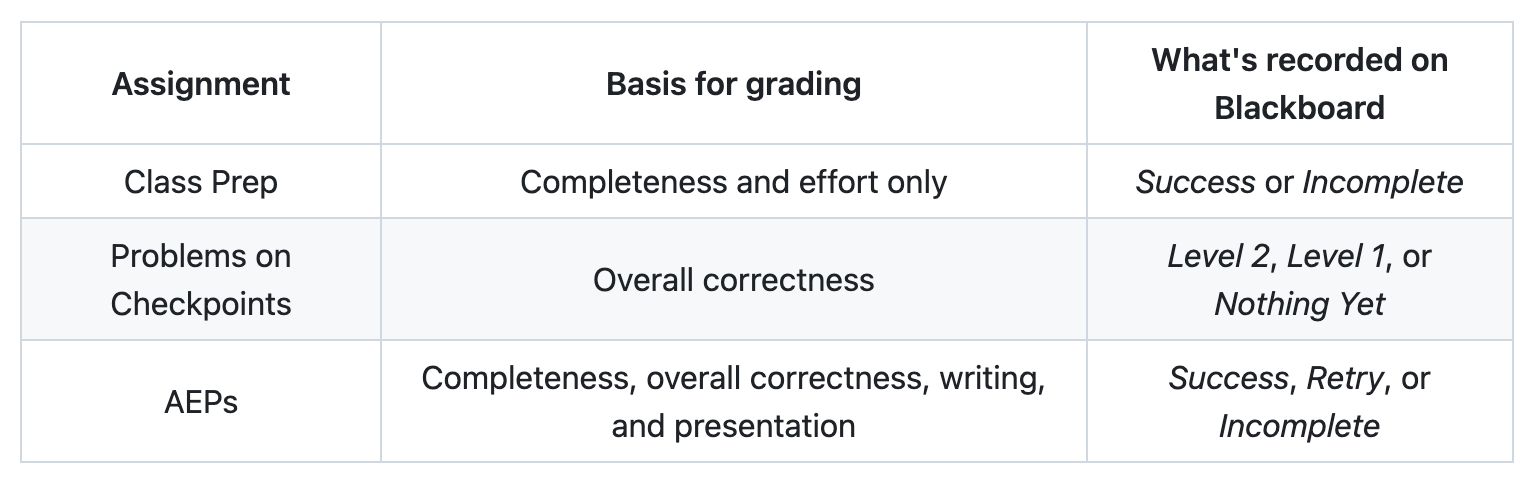 Assignment
Basis for grading
What's recorded on
Blackboard
Class Prep
Completeness and effort only
Success or Incomplete
Problems on
Checkpoints
Overall correctness
Level 2, Level 1, or
Nothing Yet
AEPs
Completeness, overall correctness, writing,
and presentation
Success, Retry, or
Incomplete